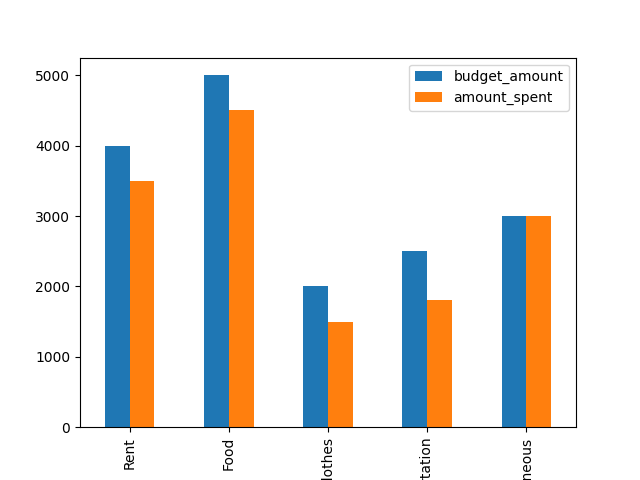 5000
4000
3000
2000
1000
0
budget_amount
amount_spent
Rent
Food
lothes
tation
neous